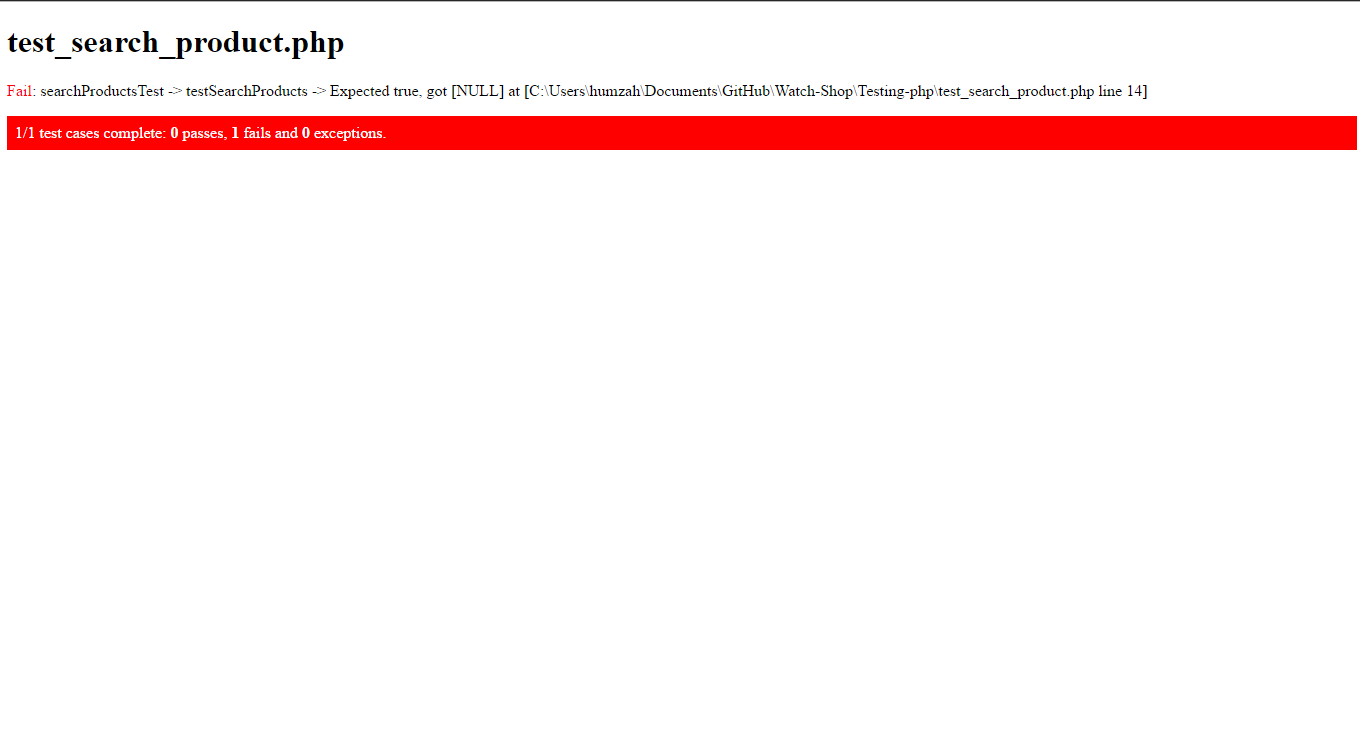 test_search_product.php
Fail: searchProductsTest -> testSearchProducts -> Expected true, got [NULL] at [C:\Users\humzah\Documents\GitHub\Watch-Shop\Testing-php\test_search_product.php line 14]
1/1 test cases complete: 0 passes, 1 fails and 0 exceptions.